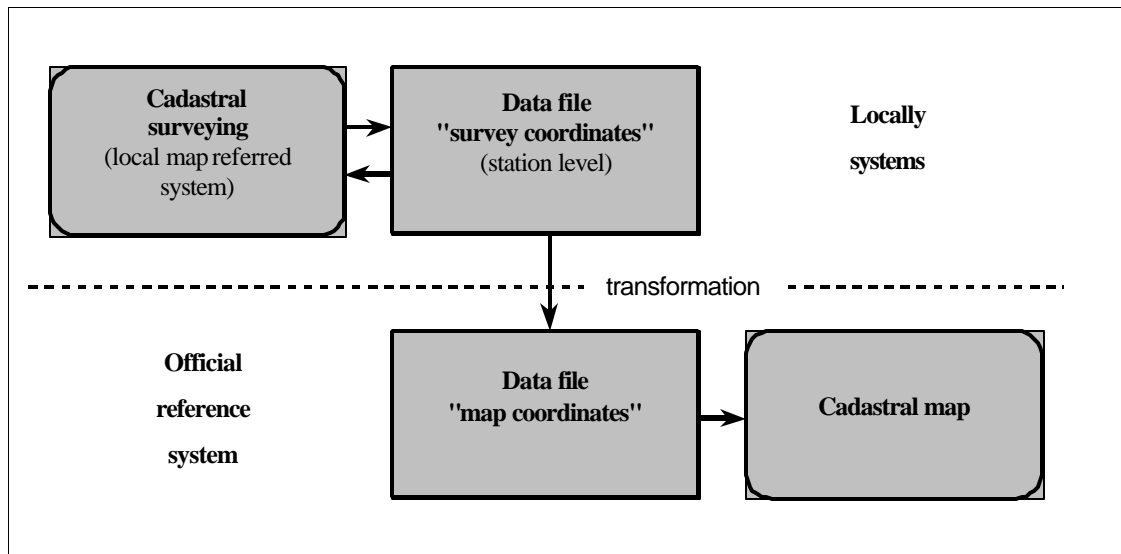 Cadastral
surveying
(local map referred
system)
Data file
"survey coordinates"
(station level)
Locally
systems
transformation
Official
reference
system
Data file
"map coordinates"
Cadastral map